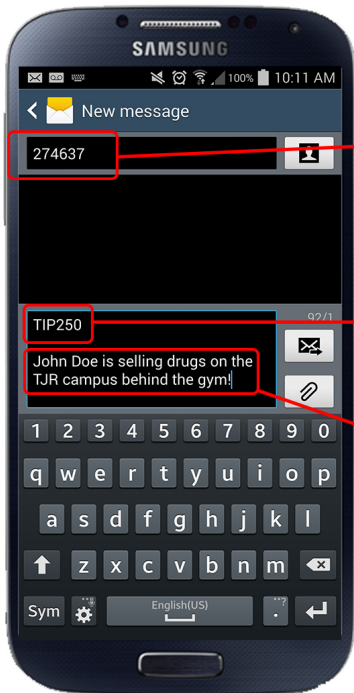 SAMSUNG
100% 10:11 AM
New message
274637
92/1
TIP250
John Doe is selling drugs on the
TJR campus behind the gym!
1 2 3 4 5 6 7 8 9 0
q w e r t y u i o p
a s d f g h j k l
z x c v b n m
Sym English(US) . ...?